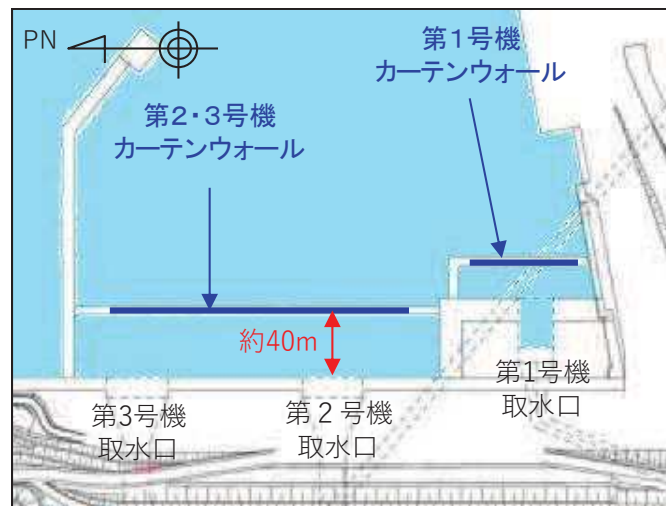 PN
第1号機
カーテンウォール
第2・3号機
カーテンウォール
約40m
第3号機
取水口
第２号機
取水口
第1号機
取水口